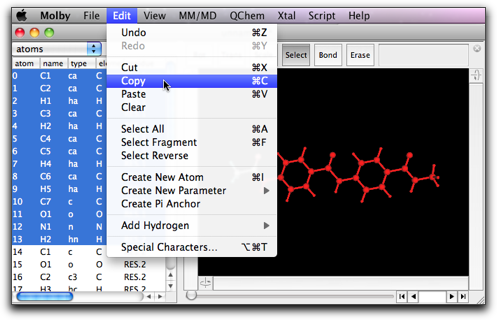 Molby File Edit View MM/MD QChem Xtal Script Help
atoms
Select Bond Erase
atom name type el
0 C1 ca C
1 C2 ca C
2 H1 ha H
3 C3 ca C
4 H2 ha H
5 C4 ca C
6 C5 ca C
7 H4 ha H
8 C6 ca C
9 H5 ha H
10 C7 c C
11 O1 o O
12 N1 n N
13 H2 hn H
14 C1 c
15 O1 o O RES.2
16 C2 c3 C RES.2
17 H3 hc H RES.2
Undo ⌘Z
Redo ⌘Y
Cut ⌘X
Copy ⌘C
Paste ⌘V
Clear
Select All ⌘A
Select Fragment ⌘F
Select Reverse
Create New Atom ⌘I
Create New Parameter
Create Pi Anchor
Add Hydrogen
Special Characters... ⌥⌘T